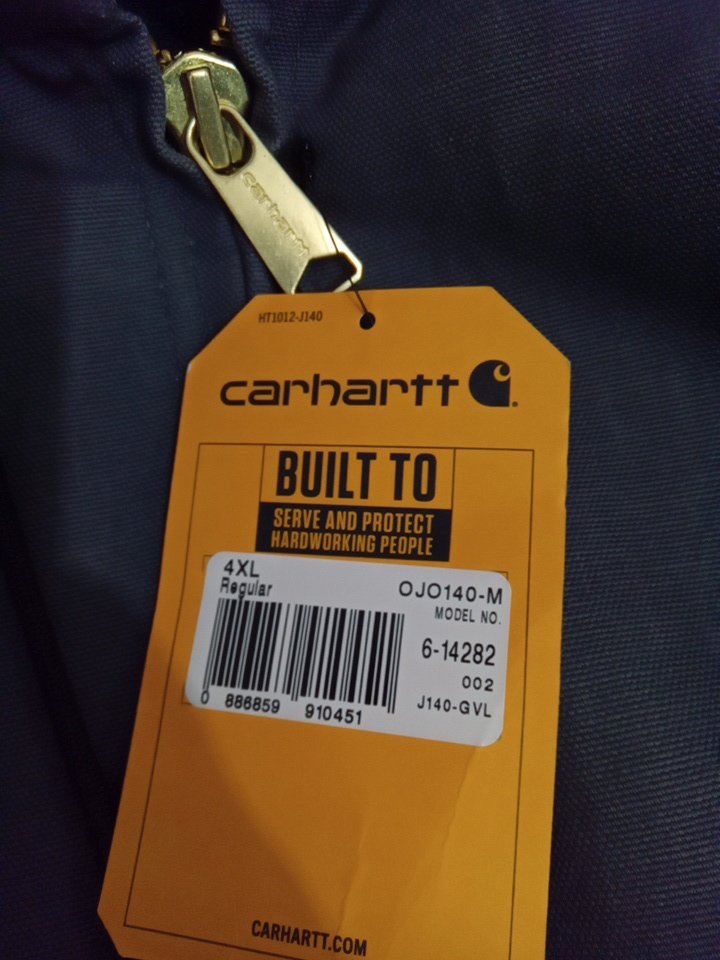 carhartt
HT1012-J140
carhartt
BUILT TO
SERVE AND PROTECT
HARDWORKING PEOPLE
4XL
Regular
OJO140-M
MODEL NO.
6-14282
002
J140-GVL
0 886859 910451
CARHARTT.COM